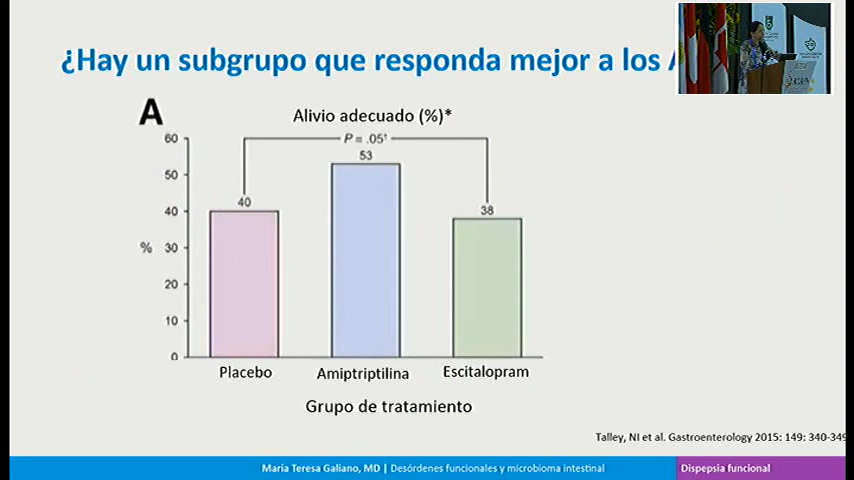 ¿Hay un subgrupo que responda mejor a los
A
Alivio adecuado (%)*
60
P = .05†
53
50
40
40
38
%
30
20
10
0
Placebo
Amiptriptilina
Escitalopram
Grupo de tratamiento
Talley, NI et al. Gastroenterology 2015: 149: 340-349
María Teresa Galiano, MD | Desórdenes funcionales y microbioma intestinal
Dispepsia funcional